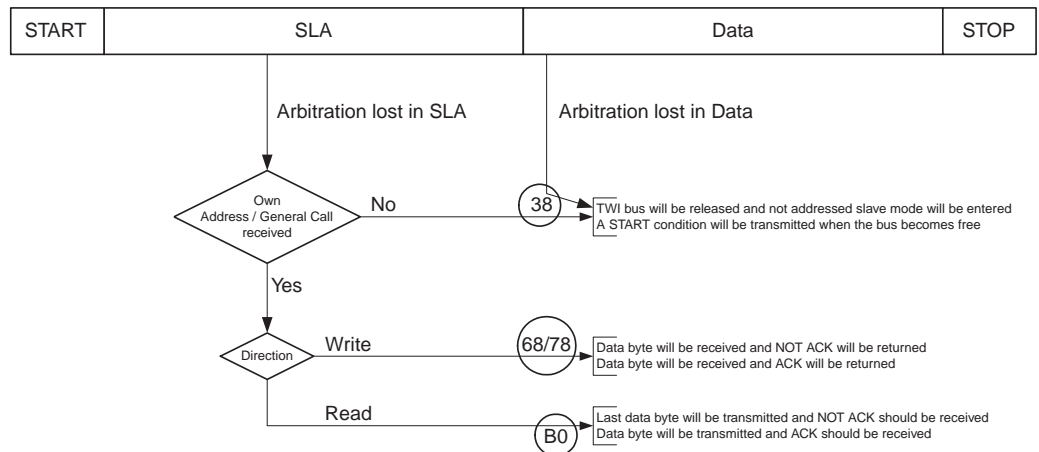 START SLA Data STOP
Arbitration lost in SLA Arbitration lost in Data
Own
Address / General Call
received
No
38
TWI bus will be released and not addressed slave mode will be entered
A START condition will be transmitted when the bus becomes free
Yes
Direction
Write
68/78
Data byte will be received and NOT ACK will be returned
Data byte will be received and ACK will be returned
Read
B0
Last data byte will be transmitted and NOT ACK should be received
Data byte will be transmitted and ACK should be received